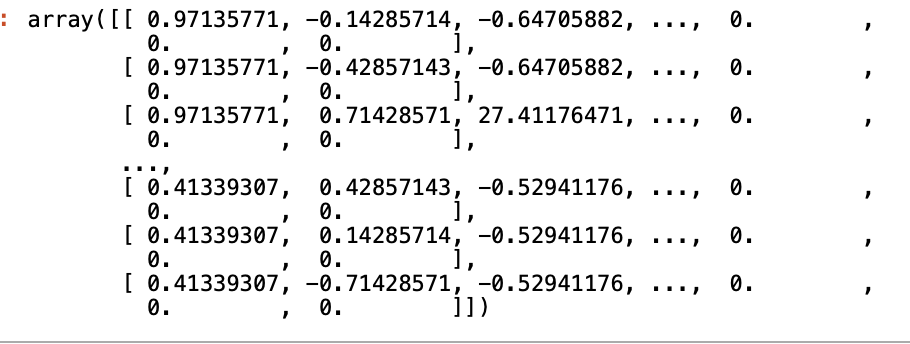 : array([[ 0.97135771, -0.14285714, -0.64705882, ...,  0.        ,
          0.        ,  0.        ],
        [ 0.97135771, -0.42857143, -0.64705882, ...,  0.        ,
          0.        ,  0.        ],
        [ 0.97135771,  0.71428571, 27.41176471, ...,  0.        ,
          0.        ,  0.        ],
        ...,
        [ 0.41339307,  0.42857143, -0.52941176, ...,  0.        ,
          0.        ,  0.        ],
        [ 0.41339307,  0.14285714, -0.52941176, ...,  0.        ,
          0.        ,  0.        ],
        [ 0.41339307, -0.71428571, -0.52941176, ...,  0.        ,
          0.        ,  0.        ]])